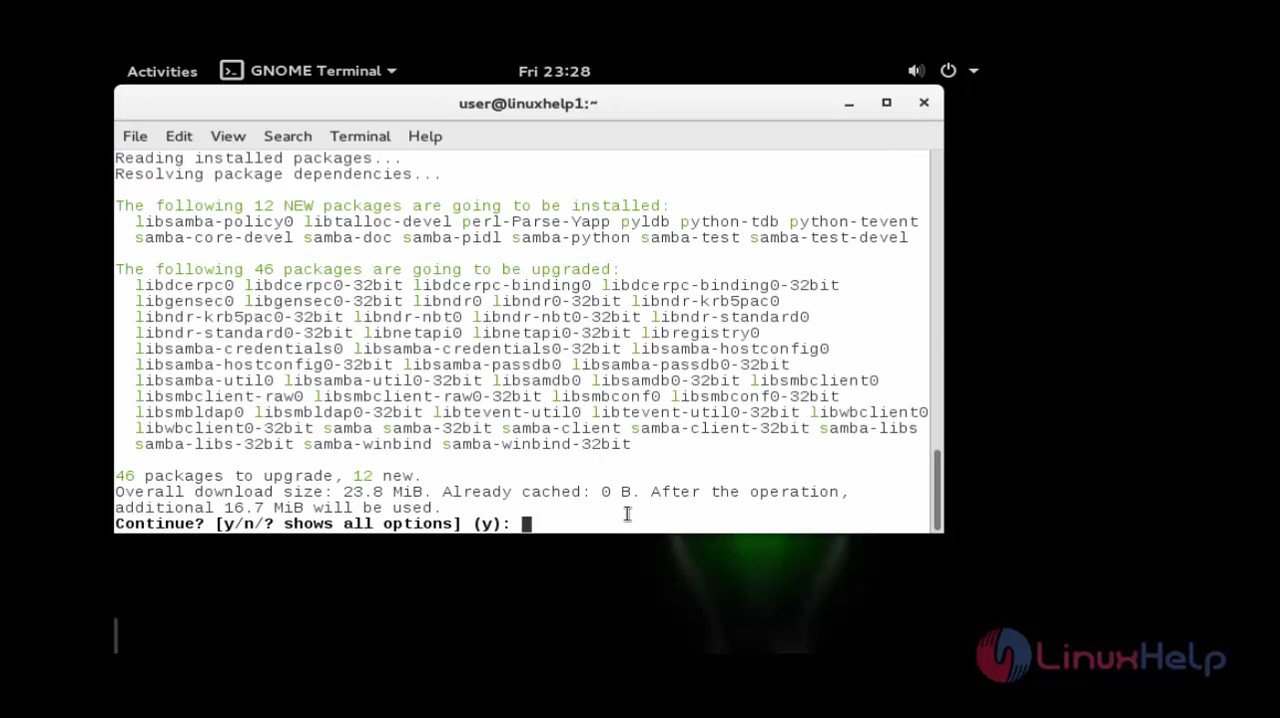 Activities GNOME Terminal Fri 23:28
user@linuxhelp1:~
File Edit View Search Terminal Help
Reading installed packages...
Resolving package dependencies...
The following 12 NEW packages are going to be installed:
libsamba-policy0 libtalloc-devel perl-Parse-Yapp pyldb python-tdb python-tevent
samba-core-devel samba-doc samba-pidl samba-python samba-test samba-test-devel
The following 46 packages are going to be upgraded:
libdcerpc0 libdcerpc0-32bit libdcerpc-binding0 libdcerpc-binding0-32bit
libgensec0 libgensec0-32bit libndr0 libndr0-32bit libndr-krb5pac0
libndr-krb5pac0-32bit libndr-nbt0 libndr-nbt0-32bit libndr-standard0
libndr-standard0-32bit libnetapi0 libnetapi0-32bit libregistry0
libsamba-credentials0 libsamba-credentials0-32bit libsamba-hostconfig0
libsamba-hostconfig0-32bit libsamba-passdb0 libsamba-passdb0-32bit
libsamba-util0 libsamba-util0-32bit libsamdb0 libsamdb0-32bit libsmbclient0
libsmbclient-raw0 libsmbclient-raw0-32bit libsmbconf0 libsmbconf0-32bit
libsmbldap0 libsmbldap0-32bit libtevent-util0 libtevent-util0-32bit libwbclient0
libwbclient0-32bit samba samba-32bit samba-client samba-client-32bit samba-libs
samba-libs-32bit samba-winbind samba-winbind-32bit
46 packages to upgrade, 12 new.
Overall download size: 23.8 MiB. Already cached: 0 B. After the operation,
additional 16.7 MiB will be used.
Continue? [y/n/? shows all options] (y):
LinuxHelp